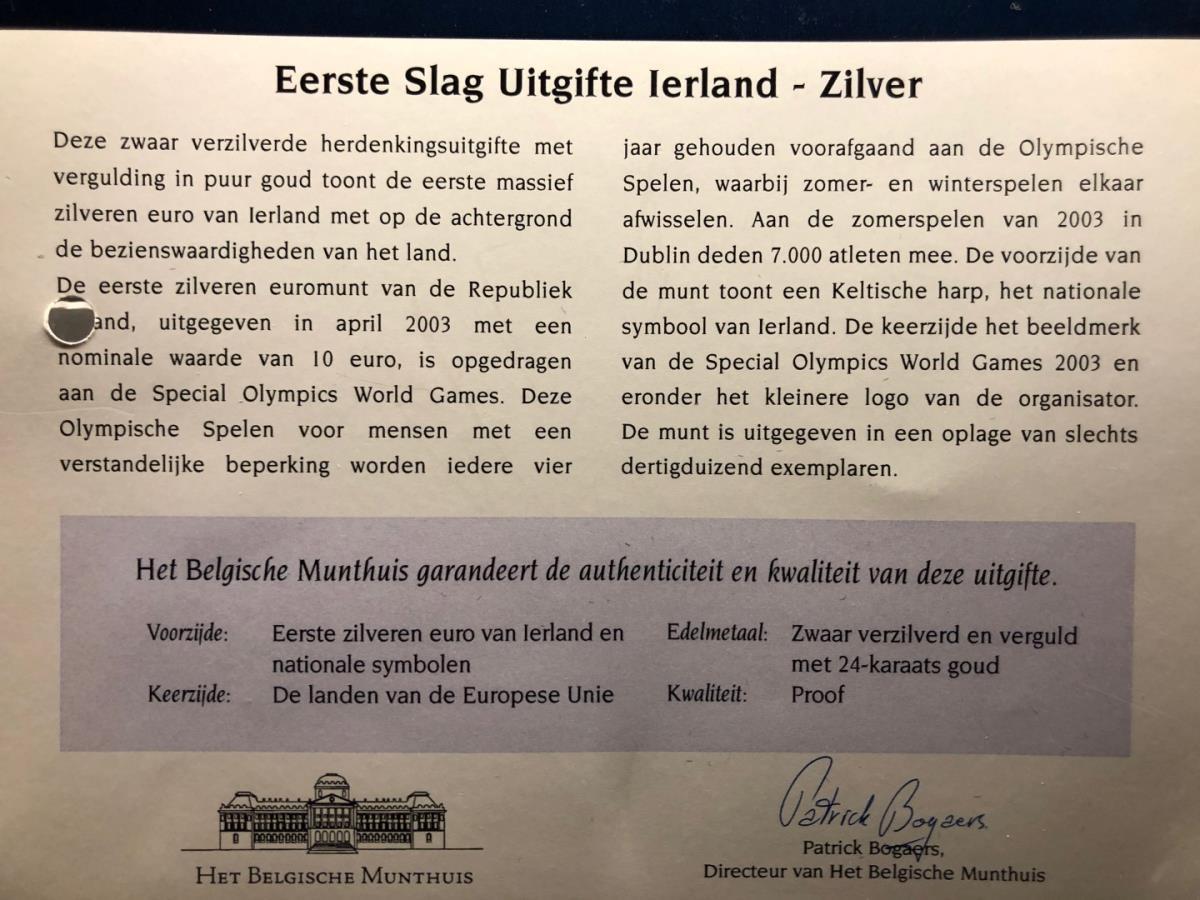 Eerste Slag Uitgifte Ierland - Zilver
Deze zwaar verzilverde herdenkingsuitgifte met
vergulding in puur goud toont de eerste massief
zilveren euro van Ierland met op de achtergrond
de bezienswaardigheden van het land.
De eerste zilveren euromunt van de Republiek
and, uitgegeven in april 2003 met een
nominale waarde van 10 euro, is opgedragen
aan de Special Olympics World Games. Deze
Olympische Spelen voor mensen met een
verstandelijke beperking worden iedere vier
jaar gehouden voorafgaand aan de Olympische
Spelen, waarbij zomer- en winterspelen elkaar
afwisselen. Aan de zomerspelen van 2003 in
Dublin deden 7.000 atleten mee. De voorzijde van
de munt toont een Keltische harp, het nationale
symbool van Ierland. De keerzijde het beeldmerk
van de Special Olympics World Games 2003 en
eronder het kleinere logo van de organisator.
De munt is uitgegeven in een oplage van slechts
dertigduizend exemplaren.
Het Belgische Munthuis garandeert de authenticiteit en kwaliteit van deze uitgifte.
Voorzijde: Eerste zilveren euro van Ierland en
nationale symbolen
Keerzijde: De landen van de Europese Unie
Edelmetaal: Zwaar verzilverd en verguld
met 24-karaats goud
Kwaliteit: Proof
HET BELGISCHE MUNTHUIS
Patrick Bogaers
Patrick Bogaers,
Directeur van Het Belgische Munthuis